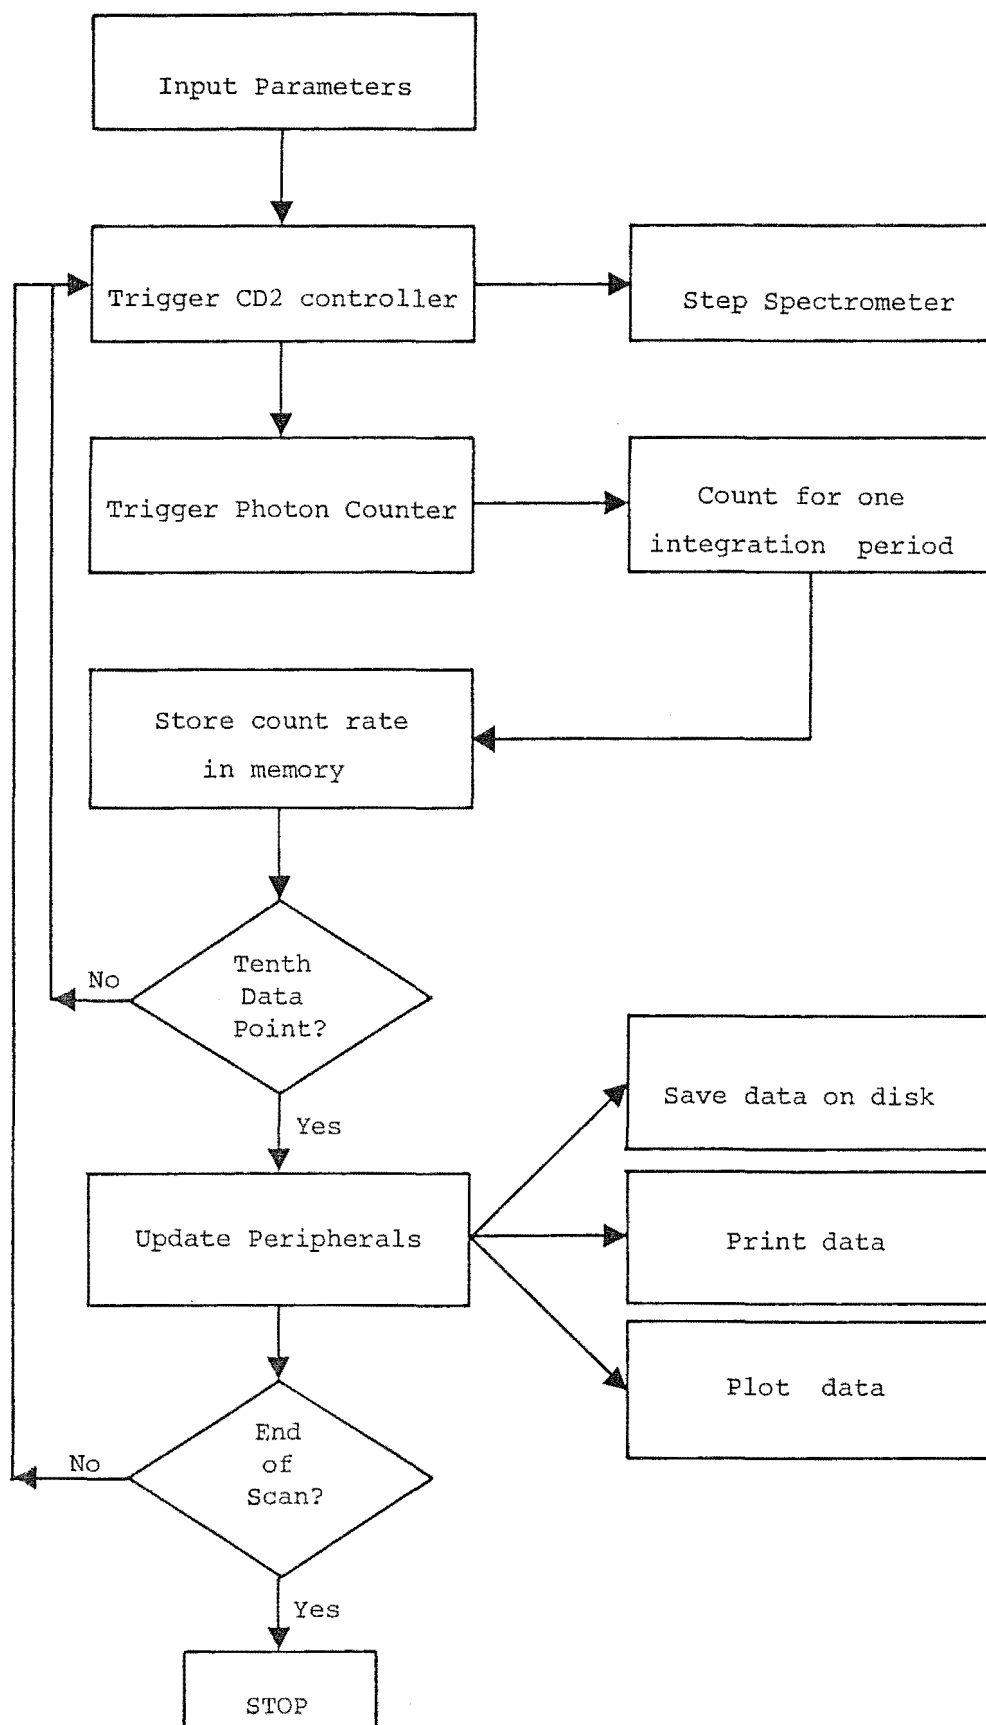 Input Parameters
Trigger CD2 controller
Step Spectrometer
Trigger Photon Counter
Count for one
integration period
Store count rate
in memory
Tenth
Data
Point?
No
Yes
Save data on disk
Update Peripherals
Print data
Plot data
End
of
Scan?
No
Yes
STOP